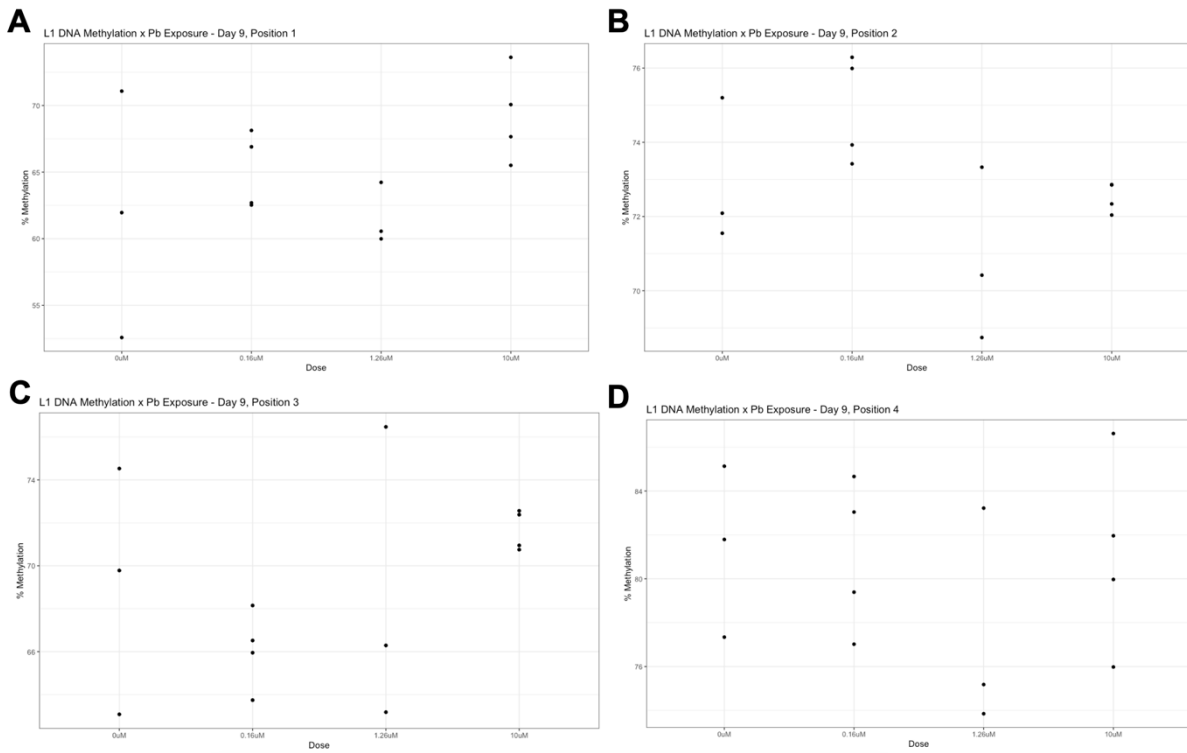 A
L1 DNA Methylation x Pb Exposure - Day 9, Position 1
% Methylation
70
65
60
55
0uM
0.16uM
1.26uM
10uM
Dose
B
L1 DNA Methylation x Pb Exposure - Day 9, Position 2
% Methylation
76
74
72
70
0uM
0.16uM
1.26uM
10uM
Dose
C
L1 DNA Methylation x Pb Exposure - Day 9, Position 3
% Methylation
74
70
66
0uM
0.16uM
1.26uM
10uM
Dose
D
L1 DNA Methylation x Pb Exposure - Day 9, Position 4
% Methylation
84
80
76
0uM
0.16uM
1.26uM
10uM
Dose